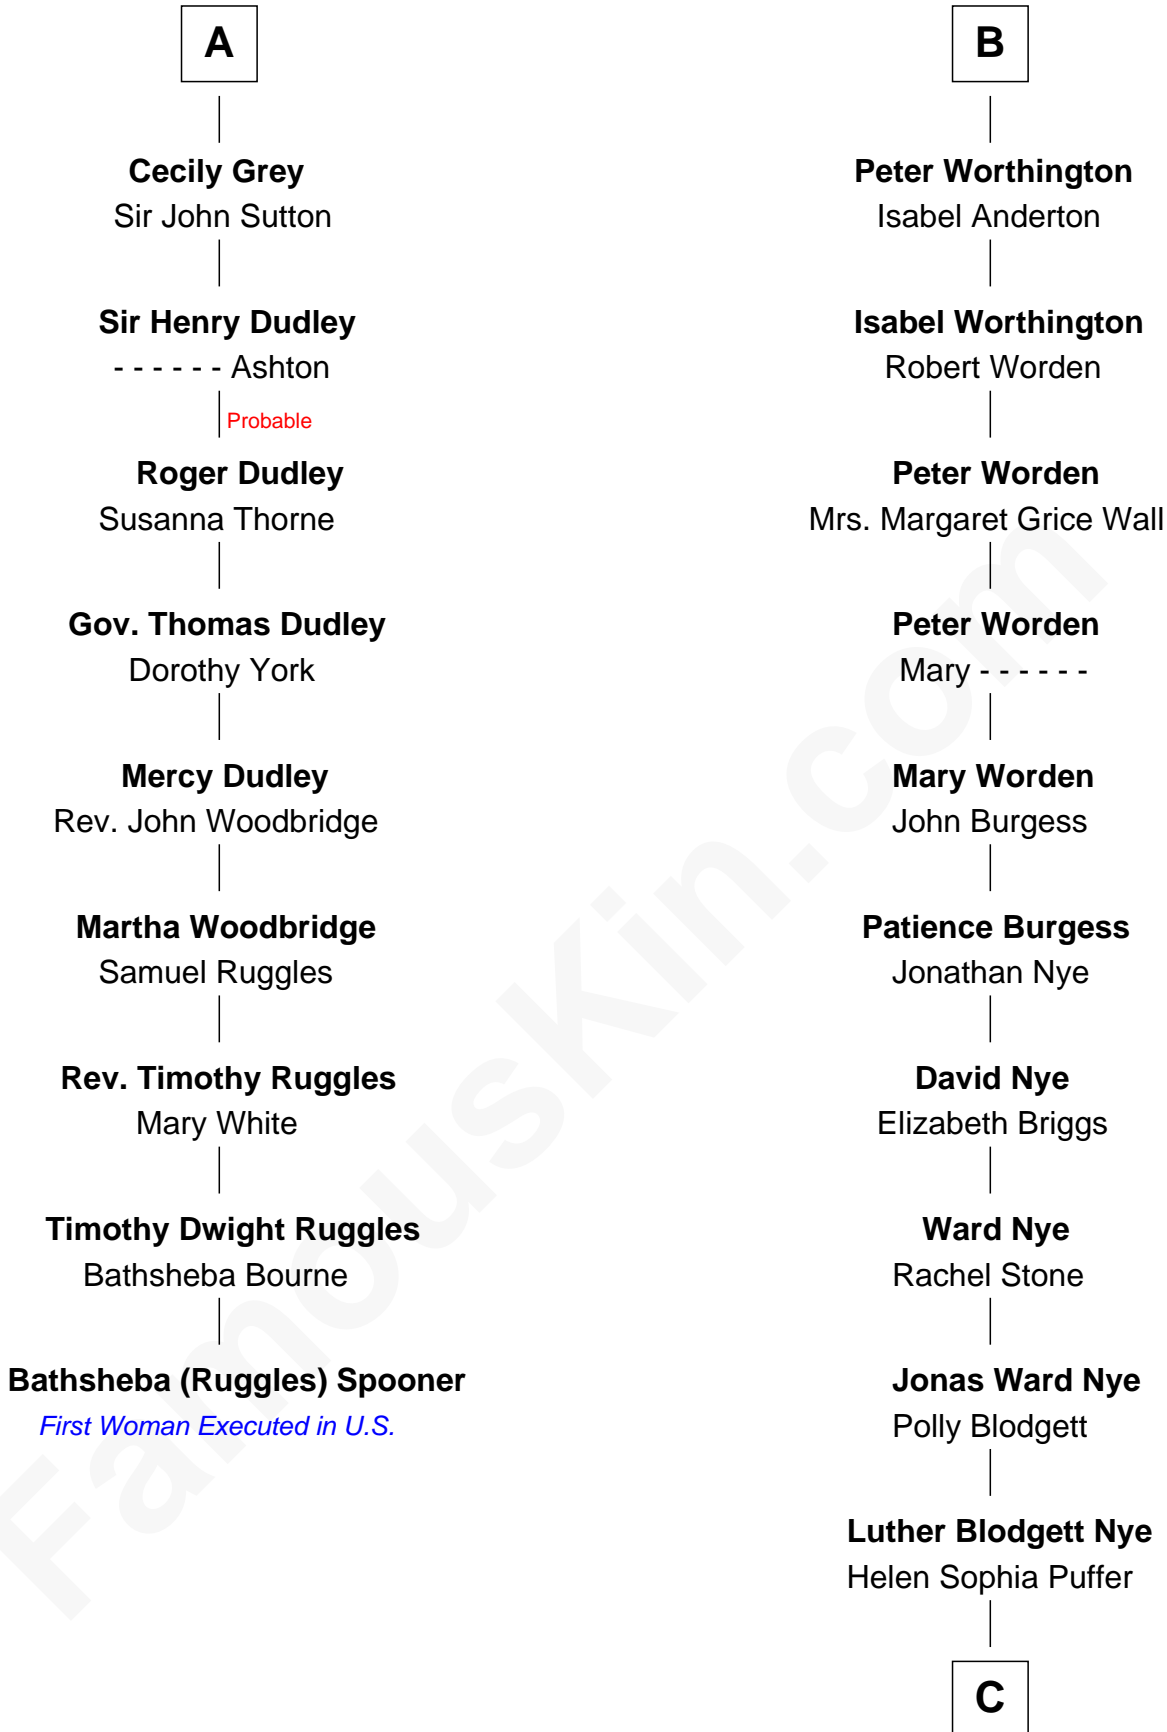 A
Cecily Grey
Sir John Sutton
Sir Henry Dudley
- - - - - - Ashton
Probable
Roger Dudley
Susanna Thorne
Gov. Thomas Dudley
Dorothy York
Mercy Dudley
Rev. John Woodbridge
Martha Woodbridge
Samuel Ruggles
Rev. Timothy Ruggles
Mary White
Timothy Dwight Ruggles
Bathsheba Bourne
Bathsheba (Ruggles) Spooner
First Woman Executed in U.S.
B
Peter Worthington
Isabel Anderton
Isabel Worthington
Robert Worden
Peter Worden
Mrs. Margaret Grice Wall
Peter Worden
Mary - - - - - -
Mary Worden
John Burgess
Patience Burgess
Jonathan Nye
David Nye
Elizabeth Briggs
Ward Nye
Rachel Stone
Jonas Ward Nye
Polly Blodgett
Luther Blodgett Nye
Helen Sophia Puffer
C
FamousKin.com